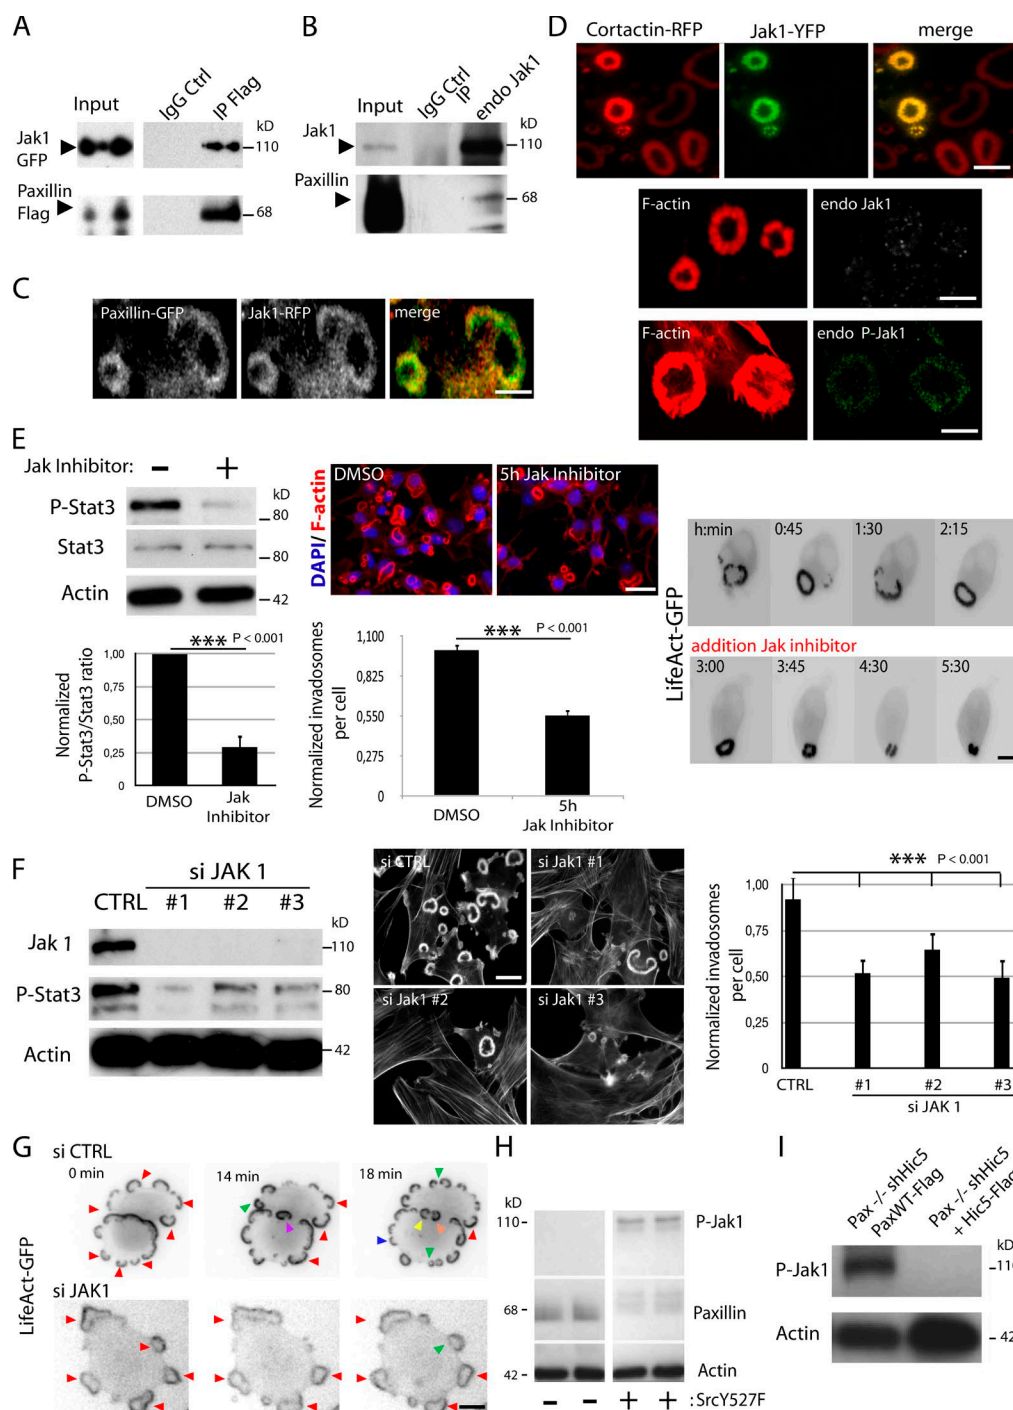 A
Input
IgG Ctrl
IP Flag
kD
Jak1
GFP
110
Paxillin
Flag
68
B
Input
IgG Ctrl
IP
endo Jak1
kD
Jak1
110
Paxillin
68
C
Paxillin-GFP
Jak1-RFP
merge
D
Cortactin-RFP
Jak1-YFP
merge
F-actin
endo Jak1
F-actin
endo P-Jak1
E
Jak Inhibitor: − +
P-Stat3
kD
80
Stat3
80
Actin
42
*** P < 0.001
Normalized
P-Stat3/Stat3 ratio
1,00
0,75
0,50
0,25
0
DMSO
Jak
Inhibitor
DAPI/ F-actin
DMSO
5h Jak Inhibitor
*** P < 0.001
Normalized invadosomes
per cell
1,100
0,825
0,550
0,275
0
DMSO
5h
Jak Inhibitor
LifeAct-GFP
h:min
0:45
1:30
2:15
addition Jak inhibitor
3:00
3:45
4:30
5:30
F
si JAK 1
CTRL #1 #2 #3
kD
Jak 1
110
P-Stat3
80
Actin
42
si CTRL
si Jak1 #1
si Jak1 #2
si Jak1 #3
*** P < 0.001
Normalized invadosomes
per cell
1,00
0,75
0,50
0,25
0
CTRL #1 #2 #3
si JAK 1
G
si CTRL
0 min
14 min
18 min
LifeAct-GFP
si JAK1
H
kD
110
P-Jak1
68
Paxillin
42
Actin
− − + + : SrcY527F
I
Pax -/- shHic5
PaxWT-Flag
Pax -/- shHic5
+ Hic5-Flag
P-Jak1
Actin
42